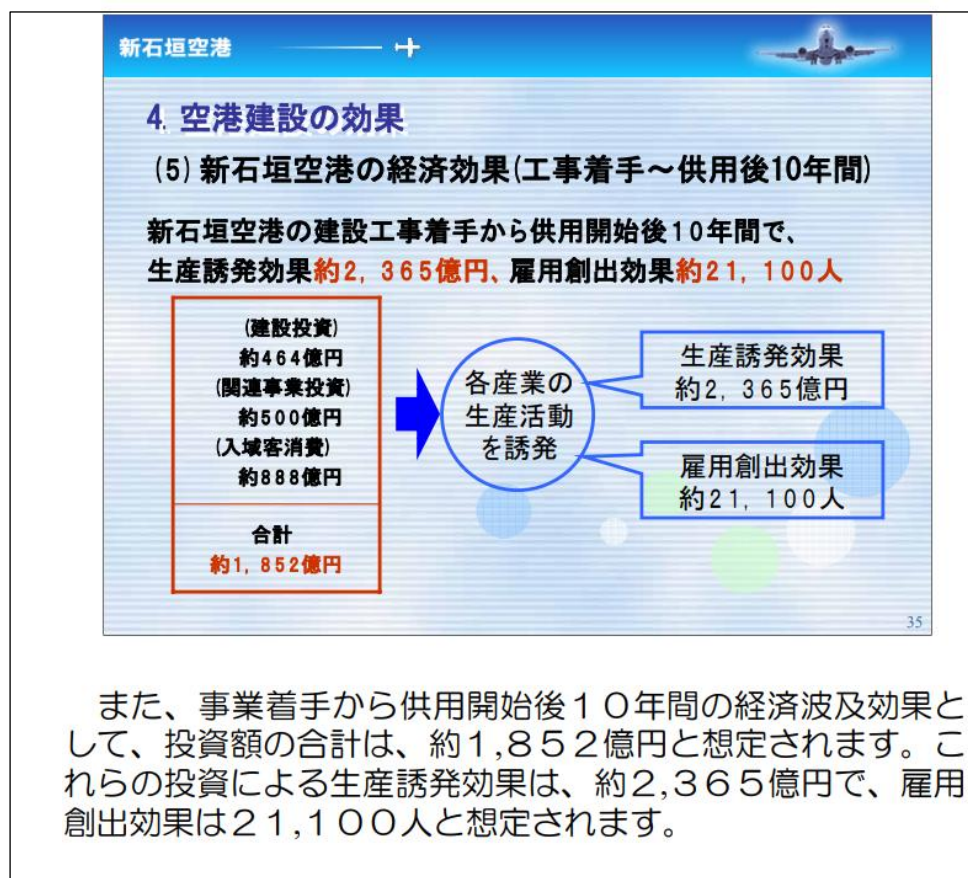 新石垣空港
4. 空港建設の効果
(5) 新石垣空港の経済効果(工事着手～供用後10年間)
新石垣空港の建設工事着手から供用開始後10年間で、
生産誘発効果約2, 365億円、雇用創出効果約21, 100人
(建設投資)
約464億円
(関連事業投資)
約500億円
(入域客消費)
約888億円
合計
約1, 852億円
各産業の
生産活動
を誘発
生産誘発効果
約2, 365億円
雇用創出効果
約21, 100人
35
また、事業着手から供用開始後１０年間の経済波及効果と
して、投資額の合計は、約１,８５２億円と想定されます。こ
れらの投資による生産誘発効果は、約２,３６５億円で、雇用
創出効果は２１,１００人と想定されます。